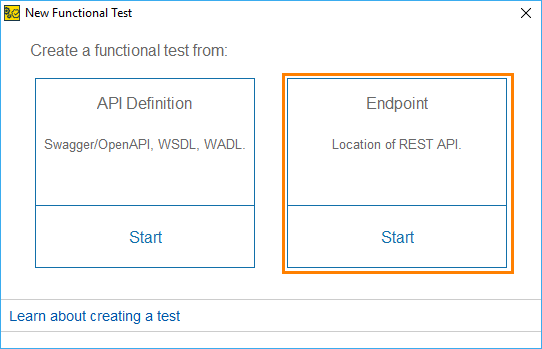 New Functional Test
Create a functional test from:
API Definition
Swagger/OpenAPI, WSDL, WADL.
Start
Endpoint
Location of REST API.
Start
Learn about creating a test